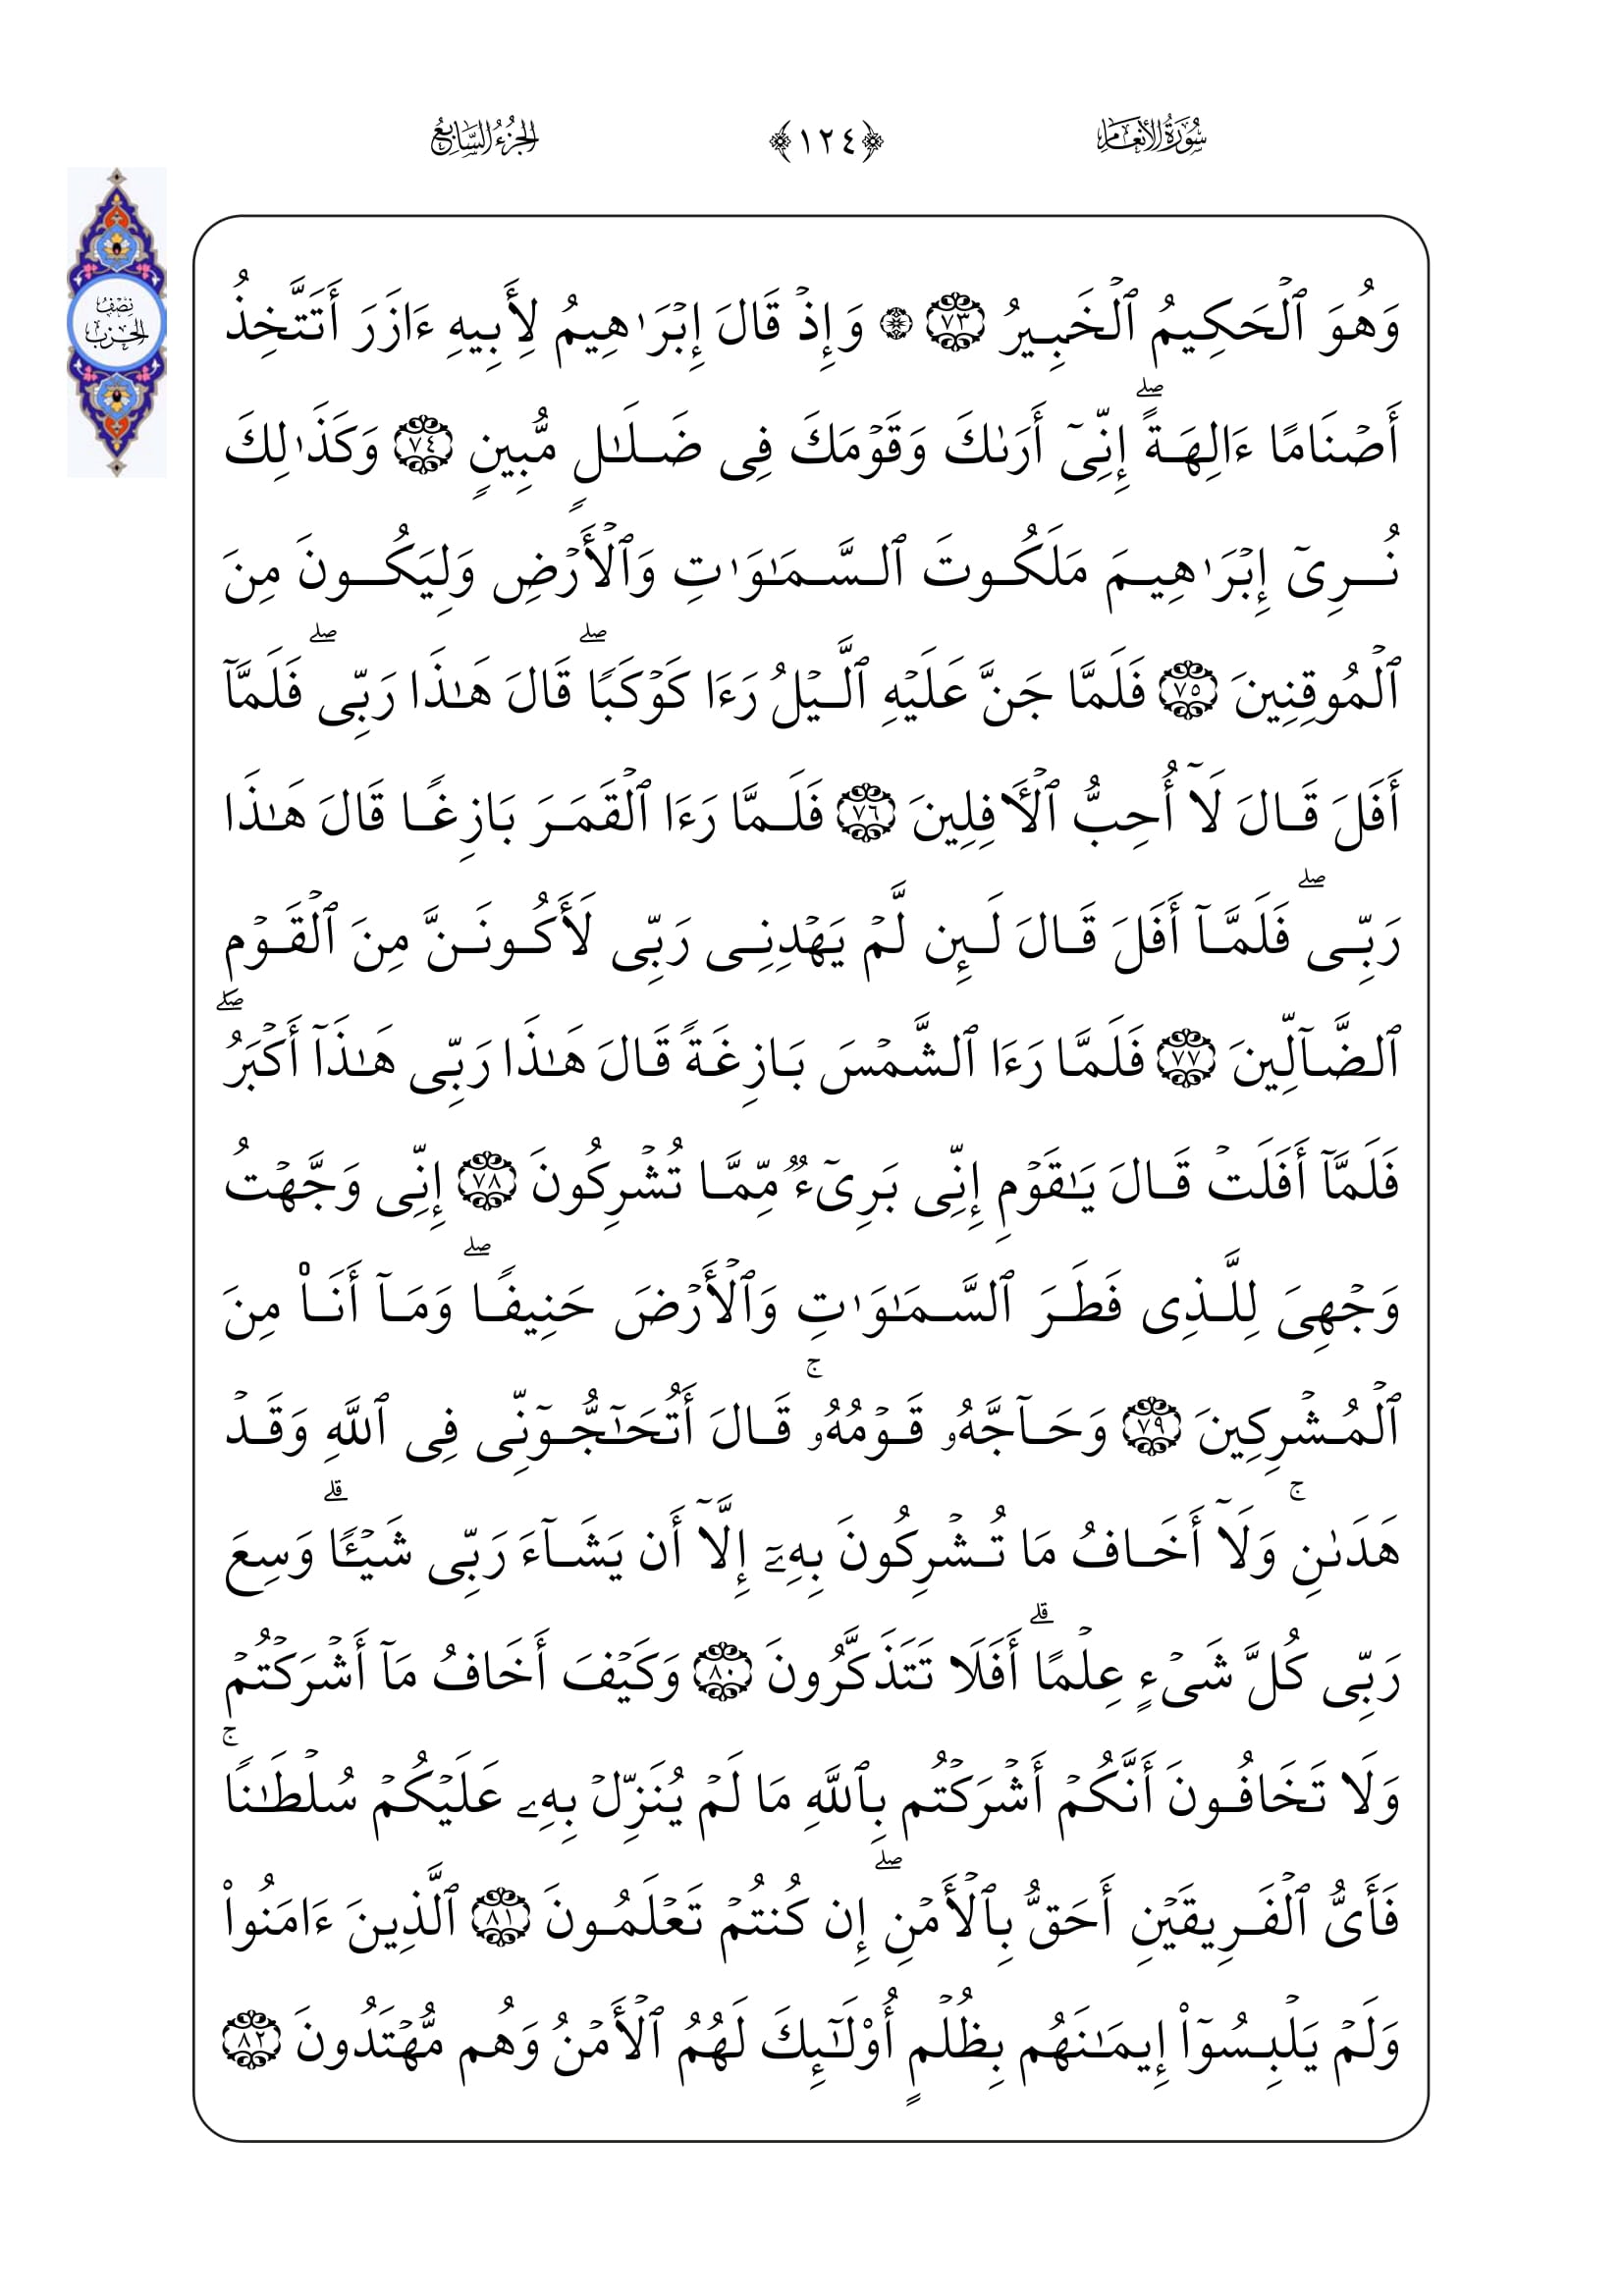 سُورَةُ الأَنْعَامِ
﴿١٢٤﴾
الجُزْءُ السَّابِعُ
نِصْفُ
الحِزْبِ
وَهُوَ ٱلْحَكِيمُ ٱلْخَبِيرُ ٧٣ ۞ وَإِذْ قَالَ إِبْرَٰهِيمُ لِأَبِيهِ ءَازَرَ أَتَتَّخِذُ
أَصْنَامًا ءَالِهَةً ۖ إِنِّىٓ أَرَىٰكَ وَقَوْمَكَ فِى ضَلَـٰلٍ مُّبِينٍ ٧٤ وَكَذَٰلِكَ
نُرِىٓ إِبْرَٰهِيمَ مَلَكُوتَ ٱلسَّمَـٰوَٰتِ وَٱلْأَرْضِ وَلِيَكُونَ مِنَ
ٱلْمُوقِنِينَ ٧٥ فَلَمَّا جَنَّ عَلَيْهِ ٱلَّيْلُ رَءَا كَوْكَبًا ۖ قَالَ هَـٰذَا رَبِّى ۖ فَلَمَّآ
أَفَلَ قَالَ لَآ أُحِبُّ ٱلْـَٔافِلِينَ ٧٦ فَلَمَّا رَءَا ٱلْقَمَرَ بَازِغًا قَالَ هَـٰذَا
رَبِّى ۖ فَلَمَّآ أَفَلَ قَالَ لَئِن لَّمْ يَهْدِنِى رَبِّى لَأَكُونَنَّ مِنَ ٱلْقَوْمِ
ٱلضَّآلِّينَ ٧٧ فَلَمَّا رَءَا ٱلشَّمْسَ بَازِغَةً قَالَ هَـٰذَا رَبِّى هَـٰذَآ أَكْبَرُ ۖ
فَلَمَّآ أَفَلَتْ قَالَ يَـٰقَوْمِ إِنِّى بَرِىٓءٌ مِّمَّا تُشْرِكُونَ ٧٨ إِنِّى وَجَّهْتُ
وَجْهِىَ لِلَّذِى فَطَرَ ٱلسَّمَـٰوَٰتِ وَٱلْأَرْضَ حَنِيفًا ۖ وَمَآ أَنَا۠ مِنَ
ٱلْمُشْرِكِينَ ٧٩ وَحَآجَّهُۥ قَوْمُهُۥ ۚ قَالَ أَتُحَـٰٓجُّوٓنِّى فِى ٱللَّهِ وَقَدْ
هَدَىٰنِ ۚ وَلَآ أَخَافُ مَا تُشْرِكُونَ بِهِۦٓ إِلَّآ أَن يَشَآءَ رَبِّى شَيْـًٔا ۗ وَسِعَ
رَبِّى كُلَّ شَىْءٍ عِلْمًا ۗ أَفَلَا تَتَذَكَّرُونَ ٨٠ وَكَيْفَ أَخَافُ مَآ أَشْرَكْتُمْ
وَلَا تَخَافُونَ أَنَّكُمْ أَشْرَكْتُم بِٱللَّهِ مَا لَمْ يُنَزِّلْ بِهِۦ عَلَيْكُمْ سُلْطَـٰنًا ۚ
فَأَىُّ ٱلْفَرِيقَيْنِ أَحَقُّ بِٱلْأَمْنِ ۖ إِن كُنتُمْ تَعْلَمُونَ ٨١ ٱلَّذِينَ ءَامَنُوا۟
وَلَمْ يَلْبِسُوٓا۟ إِيمَـٰنَهُم بِظُلْمٍ أُو۟لَـٰٓئِكَ لَهُمُ ٱلْأَمْنُ وَهُم مُّهْتَدُونَ ٨٢